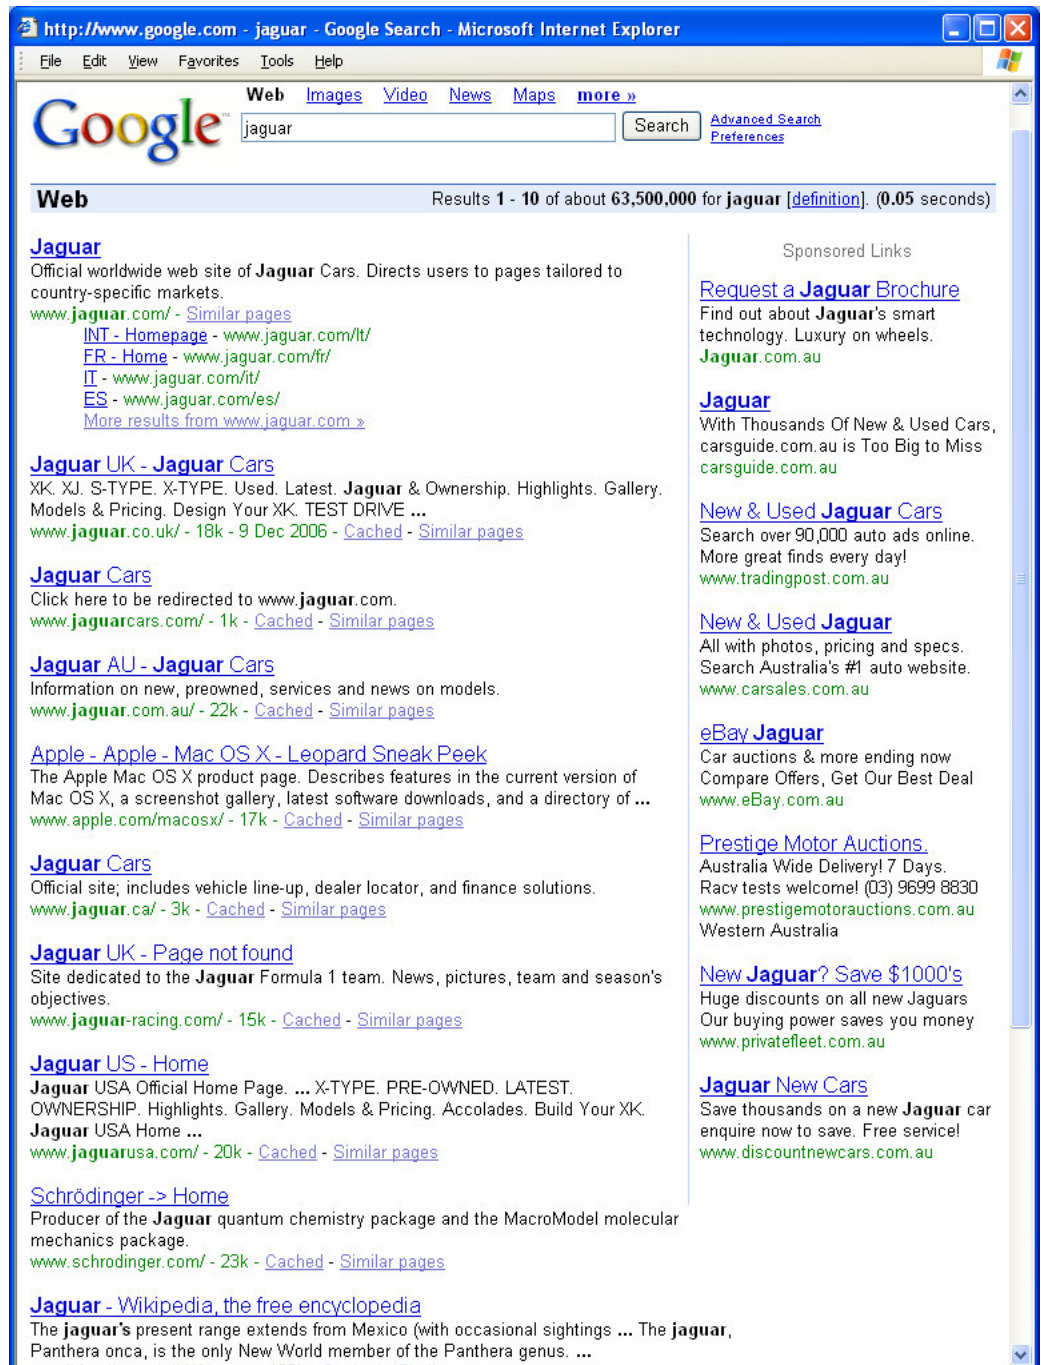 http://www.google.com - jaguar - Google Search - Microsoft Internet Explorer
File Edit View Favorites Tools Help
Web Images Video News Maps more »
Google™
jaguar
Search
Advanced Search
Preferences
Web
Results 1 - 10 of about 63,500,000 for jaguar [definition]. (0.05 seconds)
Jaguar
Official worldwide web site of Jaguar Cars. Directs users to pages tailored to
country-specific markets.
www.jaguar.com/ - Similar pages
INT - Homepage - www.jaguar.com/lt/
FR - Home - www.jaguar.com/fr/
IT - www.jaguar.com/it/
ES - www.jaguar.com/es/
More results from www.jaguar.com »
Jaguar UK - Jaguar Cars
XK. XJ. S-TYPE. X-TYPE. Used. Latest. Jaguar & Ownership. Highlights. Gallery.
Models & Pricing. Design Your XK. TEST DRIVE ...
www.jaguar.co.uk/ - 18k - 9 Dec 2006 - Cached - Similar pages
Jaguar Cars
Click here to be redirected to www.jaguar.com.
www.jaguarcars.com/ - 1k - Cached - Similar pages
Jaguar AU - Jaguar Cars
Information on new, preowned, services and news on models.
www.jaguar.com.au/ - 22k - Cached - Similar pages
Apple - Apple - Mac OS X - Leopard Sneak Peek
The Apple Mac OS X product page. Describes features in the current version of
Mac OS X, a screenshot gallery, latest software downloads, and a directory of ...
www.apple.com/macosx/ - 17k - Cached - Similar pages
Jaguar Cars
Official site; includes vehicle line-up, dealer locator, and finance solutions.
www.jaguar.ca/ - 3k - Cached - Similar pages
Jaguar UK - Page not found
Site dedicated to the Jaguar Formula 1 team. News, pictures, team and season's
objectives.
www.jaguar-racing.com/ - 15k - Cached - Similar pages
Jaguar US - Home
Jaguar USA Official Home Page. ... X-TYPE. PRE-OWNED. LATEST.
OWNERSHIP. Highlights. Gallery. Models & Pricing. Accolades. Build Your XK.
Jaguar USA Home ...
www.jaguarusa.com/ - 20k - Cached - Similar pages
Schrödinger -> Home
Producer of the Jaguar quantum chemistry package and the MacroModel molecular
mechanics package.
www.schrodinger.com/ - 23k - Cached - Similar pages
Jaguar - Wikipedia, the free encyclopedia
The jaguar's present range extends from Mexico (with occasional sightings ... The jaguar,
Panthera onca, is the only New World member of the Panthera genus. ...
Sponsored Links
Request a Jaguar Brochure
Find out about Jaguar's smart
technology. Luxury on wheels.
Jaguar.com.au
Jaguar
With Thousands Of New & Used Cars,
carsguide.com.au is Too Big to Miss
carsguide.com.au
New & Used Jaguar Cars
Search over 90,000 auto ads online.
More great finds every day!
www.tradingpost.com.au
New & Used Jaguar
All with photos, pricing and specs.
Search Australia's #1 auto website.
www.carsales.com.au
eBay Jaguar
Car auctions & more ending now
Compare Offers, Get Our Best Deal
www.eBay.com.au
Prestige Motor Auctions.
Australia Wide Delivery! 7 Days.
Racv tests welcome! (03) 9699 8830
www.prestigemotorauctions.com.au
Western Australia
New Jaguar? Save $1000's
Huge discounts on all new Jaguars
Our buying power saves you money
www.privatefleet.com.au
Jaguar New Cars
Save thousands on a new Jaguar car
enquire now to save. Free service!
www.discountnewcars.com.au